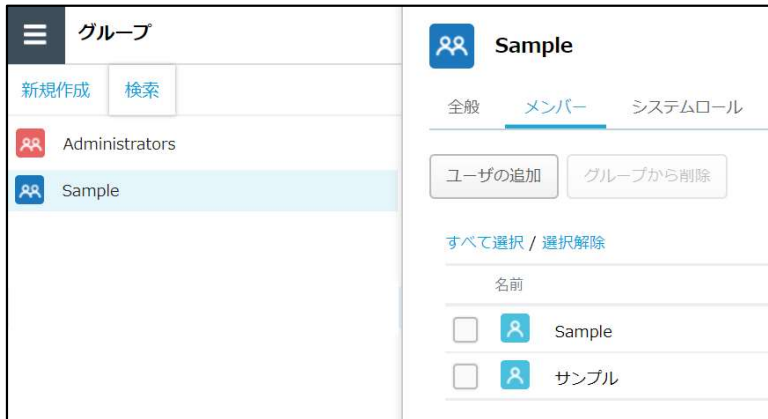 グループ
新規作成 検索
Administrators
Sample
Sample
全般 メンバー システムロール
ユーザの追加 グループから削除
すべて選択 / 選択解除
名前
Sample
サンプル